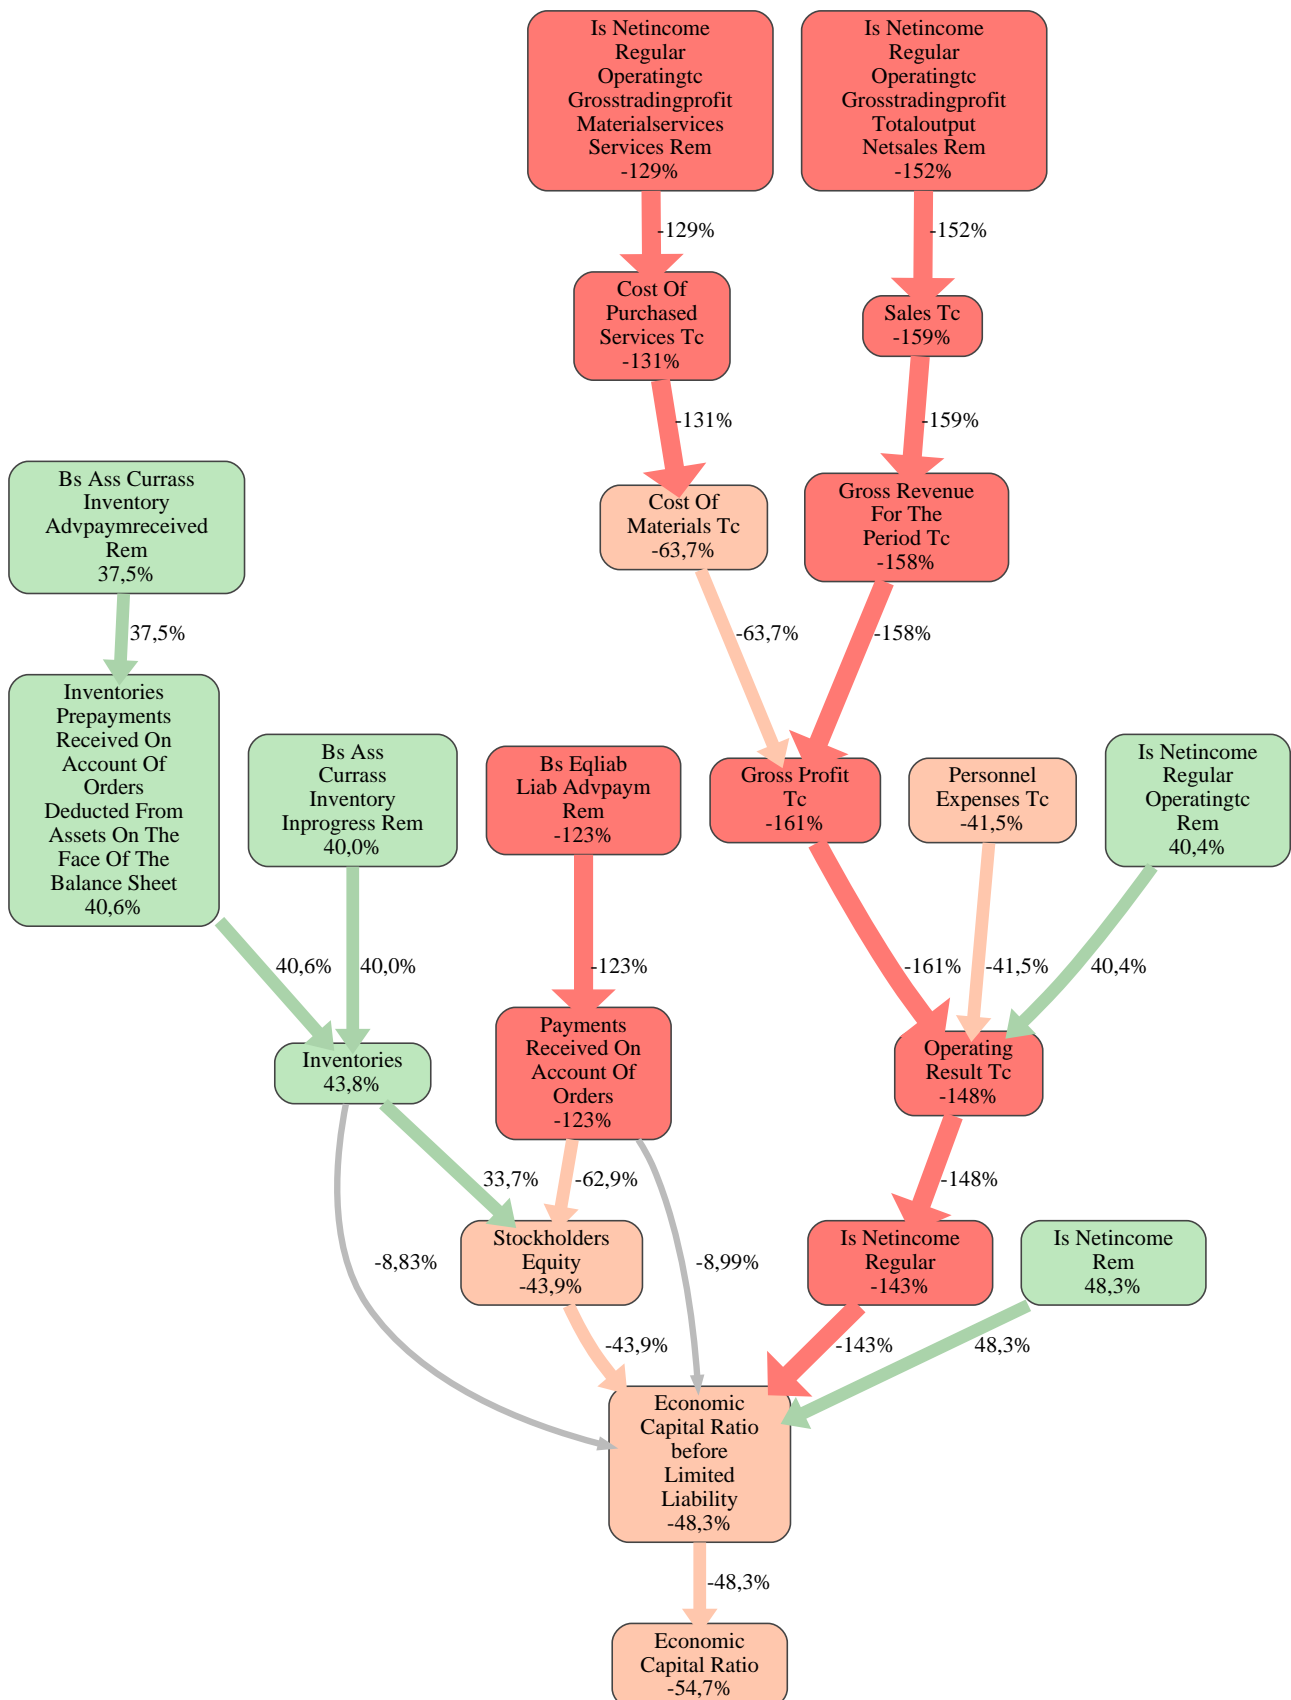 Is Netincome
Regular
Operatingtc
Grosstradingprofit
Materialservices
Services Rem
-129%
Is Netincome
Regular
Operatingtc
Grosstradingprofit
Totaloutput
Netsales Rem
-152%
-129%
-152%
Cost Of
Purchased
Services Tc
-131%
Sales Tc
-159%
-131%
-159%
Bs Ass Currass
Inventory
Advpaymreceived
Rem
37,5%
Cost Of
Materials Tc
-63,7%
Gross Revenue
For The
Period Tc
-158%
37,5%
-63,7%
-158%
Inventories
Prepayments
Received On
Account Of
Orders
Deducted From
Assets On The
Face Of The
Balance Sheet
40,6%
Bs Ass
Currass
Inventory
Inprogress Rem
40,0%
Bs Eqliab
Liab Advpaym
Rem
-123%
Gross Profit
Tc
-161%
Personnel
Expenses Tc
-41,5%
Is Netincome
Regular
Operatingtc
Rem
40,4%
40,6%
40,0%
-123%
-161%
-41,5%
40,4%
Inventories
43,8%
Payments
Received On
Account Of
Orders
-123%
Operating
Result Tc
-148%
33,7%
-62,9%
-148%
-8,83%
Stockholders
Equity
-43,9%
-8,99%
Is Netincome
Regular
-143%
Is Netincome
Rem
48,3%
-43,9%
-143%
48,3%
Economic
Capital Ratio
before
Limited
Liability
-48,3%
-48,3%
Economic
Capital Ratio
-54,7%